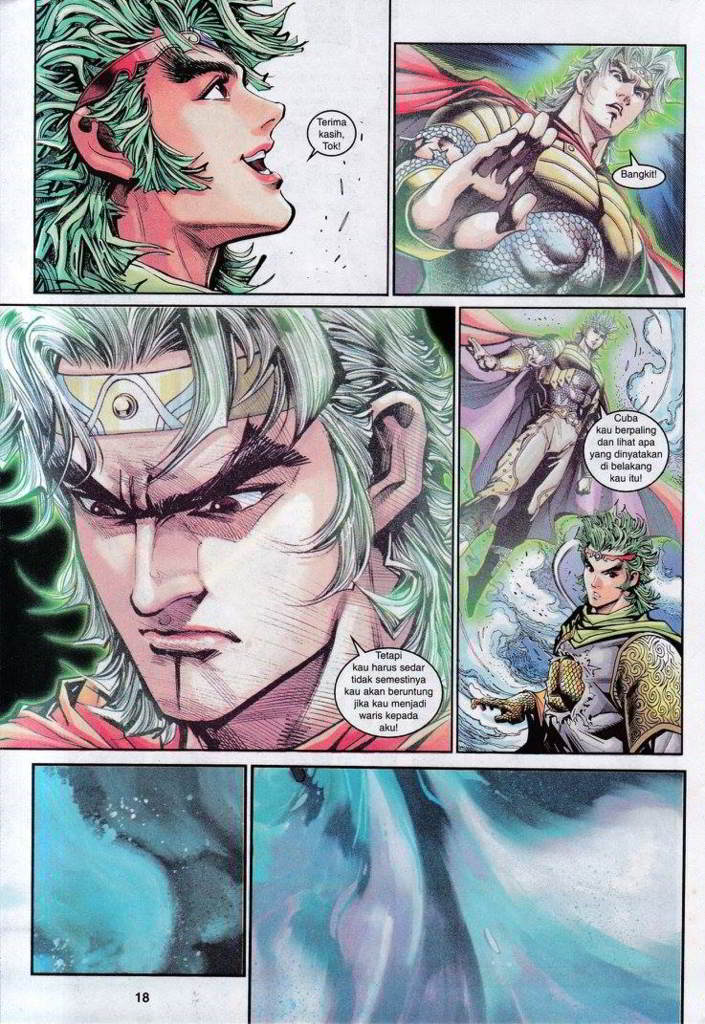 Terima
kasih,
Tok!
Bangkit!
Tetapi
kau harus sedar
tidak semestinya
kau akan beruntung
jika kau menjadi
waris kepada
aku!
Cuba
kau berpaling
dan lihat apa
yang dinyatakan
di belakang
kau itu!
18